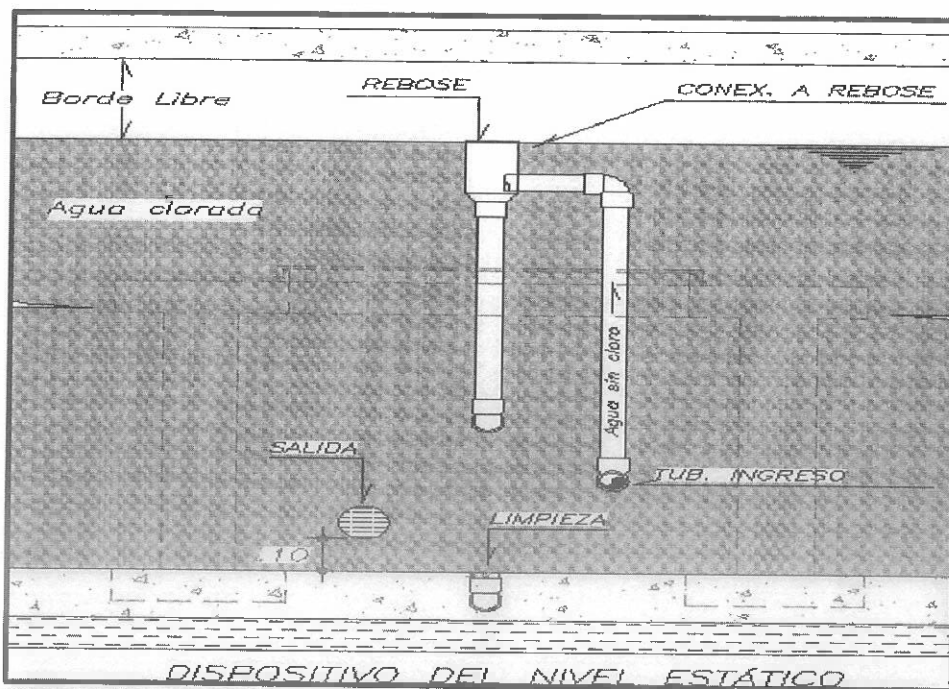 REBOSE
CONEX. A REBOSE
Borde Libre
Agua clorada
Agua sin cloro
SALIDA
TUB. INGRESO
LIMPIEZA
.10
DISPOSITIVO DEL NIVEL ESTÁTICO